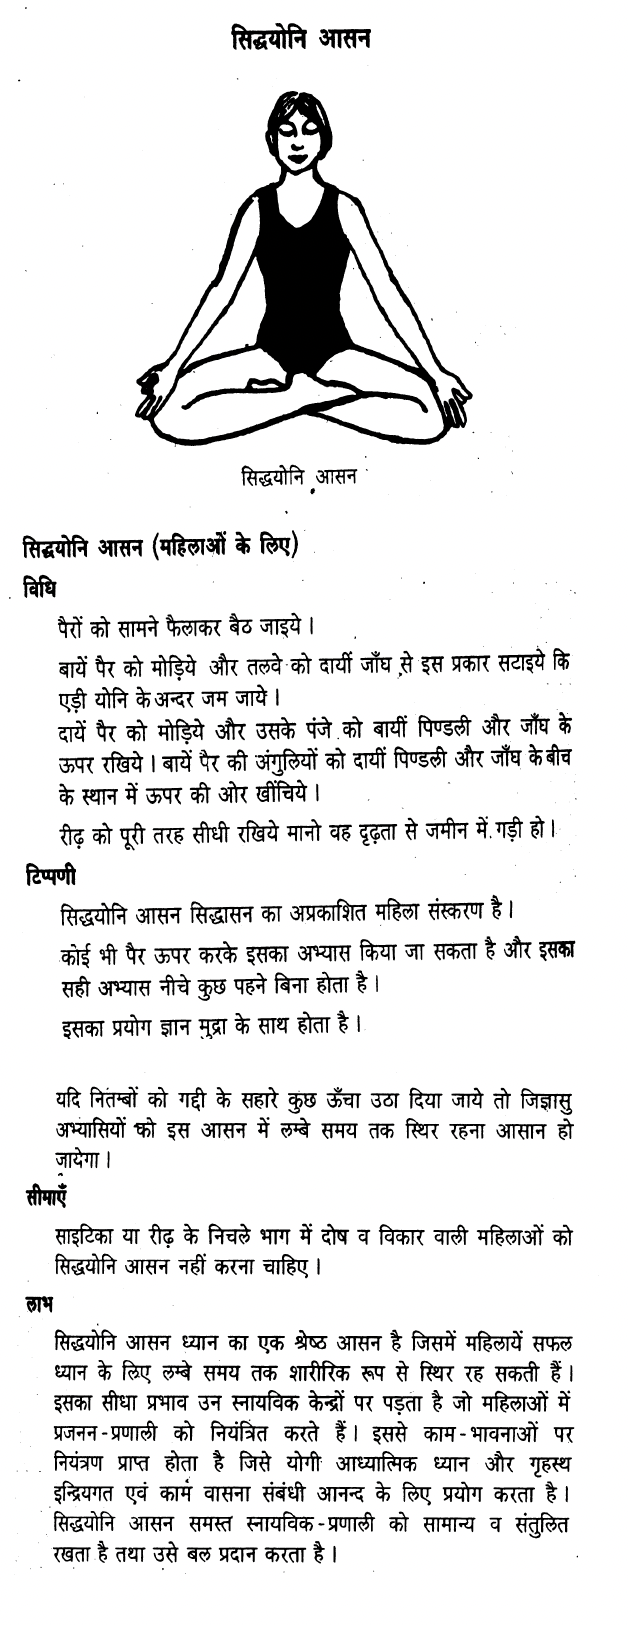 सिद्धयोनि आसन
सिद्धयोनि आसन
सिद्धयोनि आसन (महिलाओं के लिए)
विधि
पैरों को सामने फैलाकर बैठ जाइये।
बायें पैर को मोड़िये और तलवे को दायीं जाँघ से इस प्रकार सटाइये कि
एड़ी योनि के अन्दर जम जाये।
दायें पैर को मोड़िये और उसके पंजे को बायीं पिण्डली और जाँघ के
ऊपर रखिये। बायें पैर की अंगुलियों को दायीं पिण्डली और जाँघ के बीच
के स्थान में ऊपर की ओर खींचिये।
रीढ़ को पूरी तरह सीधी रखिये मानो वह दृढ़ता से जमीन में गड़ी हो।
टिप्पणी
सिद्धयोनि आसन सिद्धासन का अप्रकाशित महिला संस्करण है।
कोई भी पैर ऊपर करके इसका अभ्यास किया जा सकता है और इसका
सही अभ्यास नीचे कुछ पहने बिना होता है।
इसका प्रयोग ज्ञान मुद्रा के साथ होता है।
यदि नितम्बों को गद्दी के सहारे कुछ ऊँचा उठा दिया जाये तो जिज्ञासु
अभ्यासियों को इस आसन में लम्बे समय तक स्थिर रहना आसान हो
जायेगा।
सीमाएँ
साइटिका या रीढ़ के निचले भाग में दोष व विकार वाली महिलाओं को
सिद्धयोनि आसन नहीं करना चाहिए।
लाभ
सिद्धयोनि आसन ध्यान का एक श्रेष्ठ आसन है जिसमें महिलायें सफल
ध्यान के लिए लम्बे समय तक शारीरिक रूप से स्थिर रह सकती हैं।
इसका सीधा प्रभाव उन स्नायविक केन्द्रों पर पड़ता है जो महिलाओं में
प्रजनन-प्रणाली को नियंत्रित करते हैं। इससे काम-भावनाओं पर
नियंत्रण प्राप्त होता है जिसे योगी आध्यात्मिक ध्यान और गृहस्थ
इन्द्रियगत एवं काम वासना संबंधी आनन्द के लिए प्रयोग करता है।
सिद्धयोनि आसन समस्त स्नायविक-प्रणाली को सामान्य व संतुलित
रखता है तथा उसे बल प्रदान करता है।